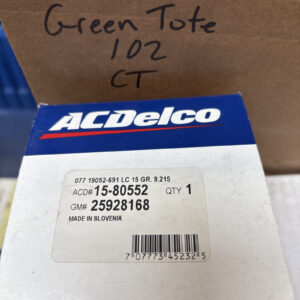 Green Tote
102
CT
ACDelco
077 19052-691 LC 15 GR. 9.215
ACD# 15-80552 QTY. 1
GM# 25928168
MADE IN SLOVENIA
7 07773 45232 5